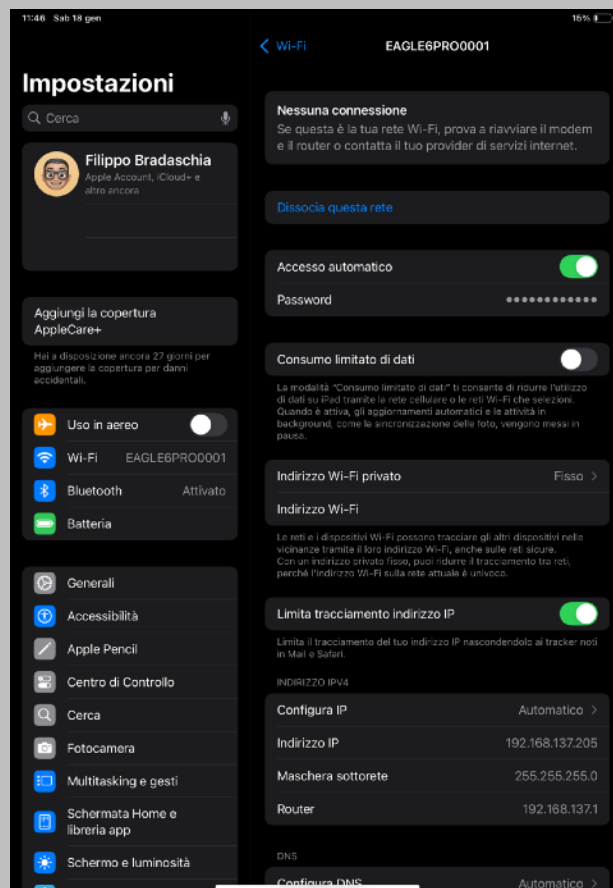 11:46 Sab 18 gen
15%
Impostazioni
Cerca
Filippo Bradaschia
Apple Account, iCloud+ e
altro ancora
Aggiungi la copertura
AppleCare+
Hai a disposizione ancora 27 giorni per
aggiungere la copertura per danni
accidentali.
Uso in aereo
Wi-Fi EAGLE6PRO0001
Bluetooth Attivato
Batteria
Generali
Accessibilità
Apple Pencil
Centro di Controllo
Cerca
Fotocamera
Multitasking e gesti
Schermata Home e
libreria app
Schermo e luminosità
Wi-Fi
EAGLE6PRO0001
Nessuna connessione
Se questa è la tua rete Wi-Fi, prova a riavviare il modem
e il router o contatta il tuo provider di servizi internet.
Dissocia questa rete
Accesso automatico
Password ●●●●●●●●●●●●
Consumo limitato di dati
La modalità "Consumo limitato di dati" ti consente di ridurre l'utilizzo
di dati su iPad tramite la rete cellulare o le reti Wi-Fi che selezioni.
Quando è attiva, gli aggiornamenti automatici e le attività in
background, come la sincronizzazione delle foto, vengono messi in
pausa.
Indirizzo Wi-Fi privato Fisso
Indirizzo Wi-Fi
Le reti e i dispositivi Wi-Fi possono tracciare gli altri dispositivi nelle
vicinanze tramite il loro indirizzo Wi-Fi, anche sulle reti sicure.
Con un indirizzo privato fisso, puoi ridurre il tracciamento tra reti,
perché l'indirizzo Wi-Fi sulla rete attuale è univoco.
Limita tracciamento indirizzo IP
Limita il tracciamento del tuo indirizzo IP nascondendolo ai tracker noti
in Mail e Safari.
INDIRIZZO IPV4
Configura IP Automatico
Indirizzo IP 192.168.137.205
Maschera sottorete 255.255.255.0
Router 192.168.137.1
DNS
Configura DNS Automatico